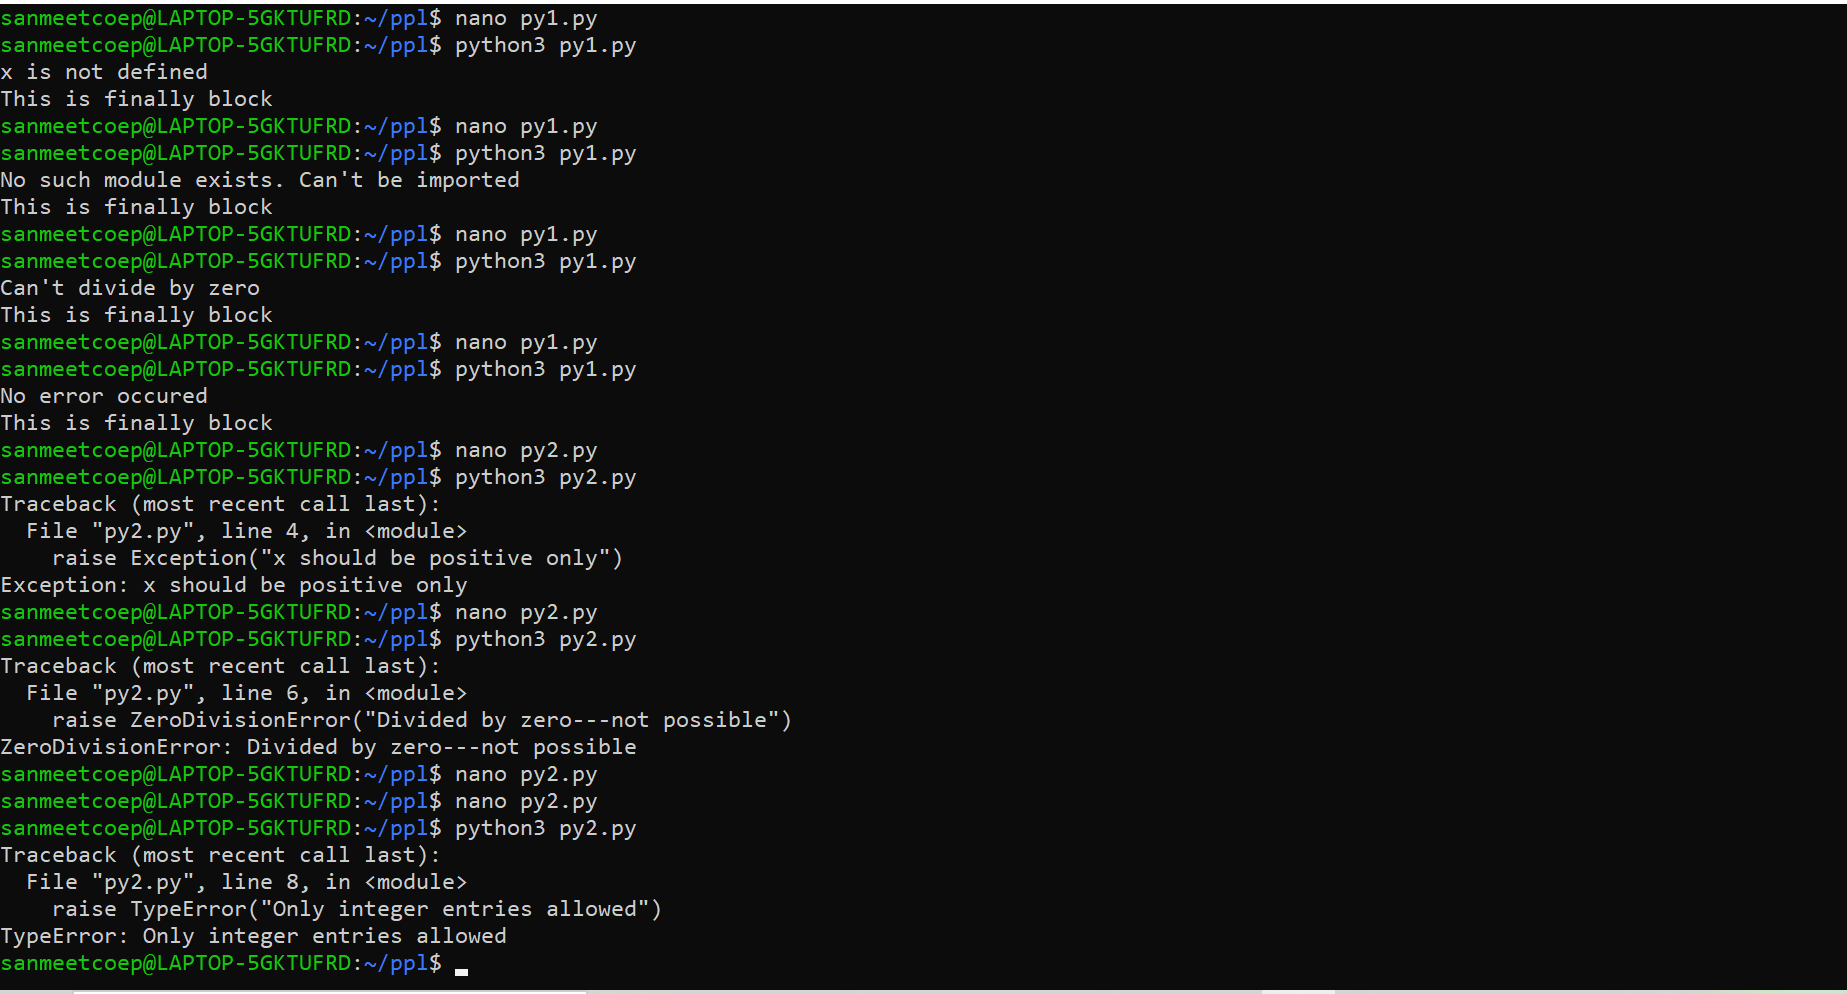 sanmeetcoep@LAPTOP-5GKTUFRD:~/ppl$ nano py1.py
sanmeetcoep@LAPTOP-5GKTUFRD:~/ppl$ python3 py1.py
x is not defined
This is finally block
sanmeetcoep@LAPTOP-5GKTUFRD:~/ppl$ nano py1.py
sanmeetcoep@LAPTOP-5GKTUFRD:~/ppl$ python3 py1.py
No such module exists. Can't be imported
This is finally block
sanmeetcoep@LAPTOP-5GKTUFRD:~/ppl$ nano py1.py
sanmeetcoep@LAPTOP-5GKTUFRD:~/ppl$ python3 py1.py
Can't divide by zero
This is finally block
sanmeetcoep@LAPTOP-5GKTUFRD:~/ppl$ nano py1.py
sanmeetcoep@LAPTOP-5GKTUFRD:~/ppl$ python3 py1.py
No error occured
This is finally block
sanmeetcoep@LAPTOP-5GKTUFRD:~/ppl$ nano py2.py
sanmeetcoep@LAPTOP-5GKTUFRD:~/ppl$ python3 py2.py
Traceback (most recent call last):
  File "py2.py", line 4, in <module>
    raise Exception("x should be positive only")
Exception: x should be positive only
sanmeetcoep@LAPTOP-5GKTUFRD:~/ppl$ nano py2.py
sanmeetcoep@LAPTOP-5GKTUFRD:~/ppl$ python3 py2.py
Traceback (most recent call last):
  File "py2.py", line 6, in <module>
    raise ZeroDivisionError("Divided by zero---not possible")
ZeroDivisionError: Divided by zero---not possible
sanmeetcoep@LAPTOP-5GKTUFRD:~/ppl$ nano py2.py
sanmeetcoep@LAPTOP-5GKTUFRD:~/ppl$ nano py2.py
sanmeetcoep@LAPTOP-5GKTUFRD:~/ppl$ python3 py2.py
Traceback (most recent call last):
  File "py2.py", line 8, in <module>
    raise TypeError("Only integer entries allowed")
TypeError: Only integer entries allowed
sanmeetcoep@LAPTOP-5GKTUFRD:~/ppl$